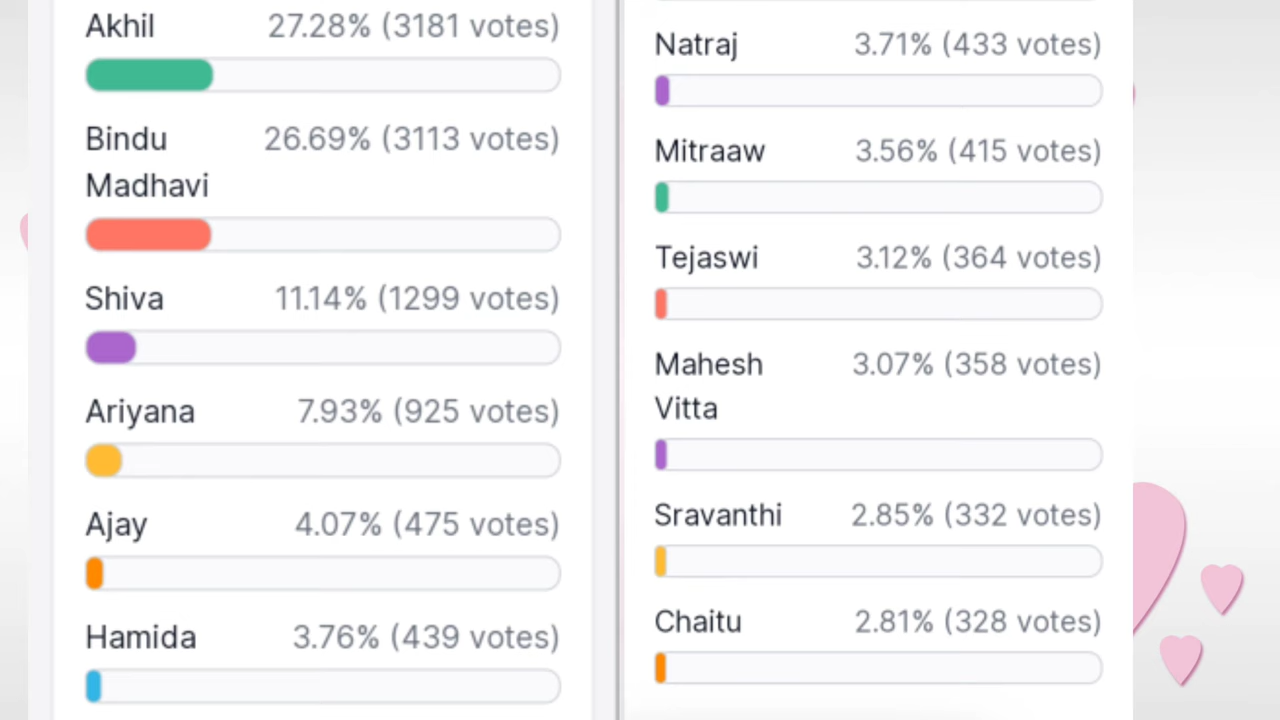 Akhil 27.28% (3181 votes)
Bindu 26.69% (3113 votes)
Madhavi
Shiva 11.14% (1299 votes)
Ariyana 7.93% (925 votes)
Ajay 4.07% (475 votes)
Hamida 3.76% (439 votes)
Natraj 3.71% (433 votes)
Mitraaw 3.56% (415 votes)
Tejaswi 3.12% (364 votes)
Mahesh 3.07% (358 votes)
Vitta
Sravanthi 2.85% (332 votes)
Chaitu 2.81% (328 votes)